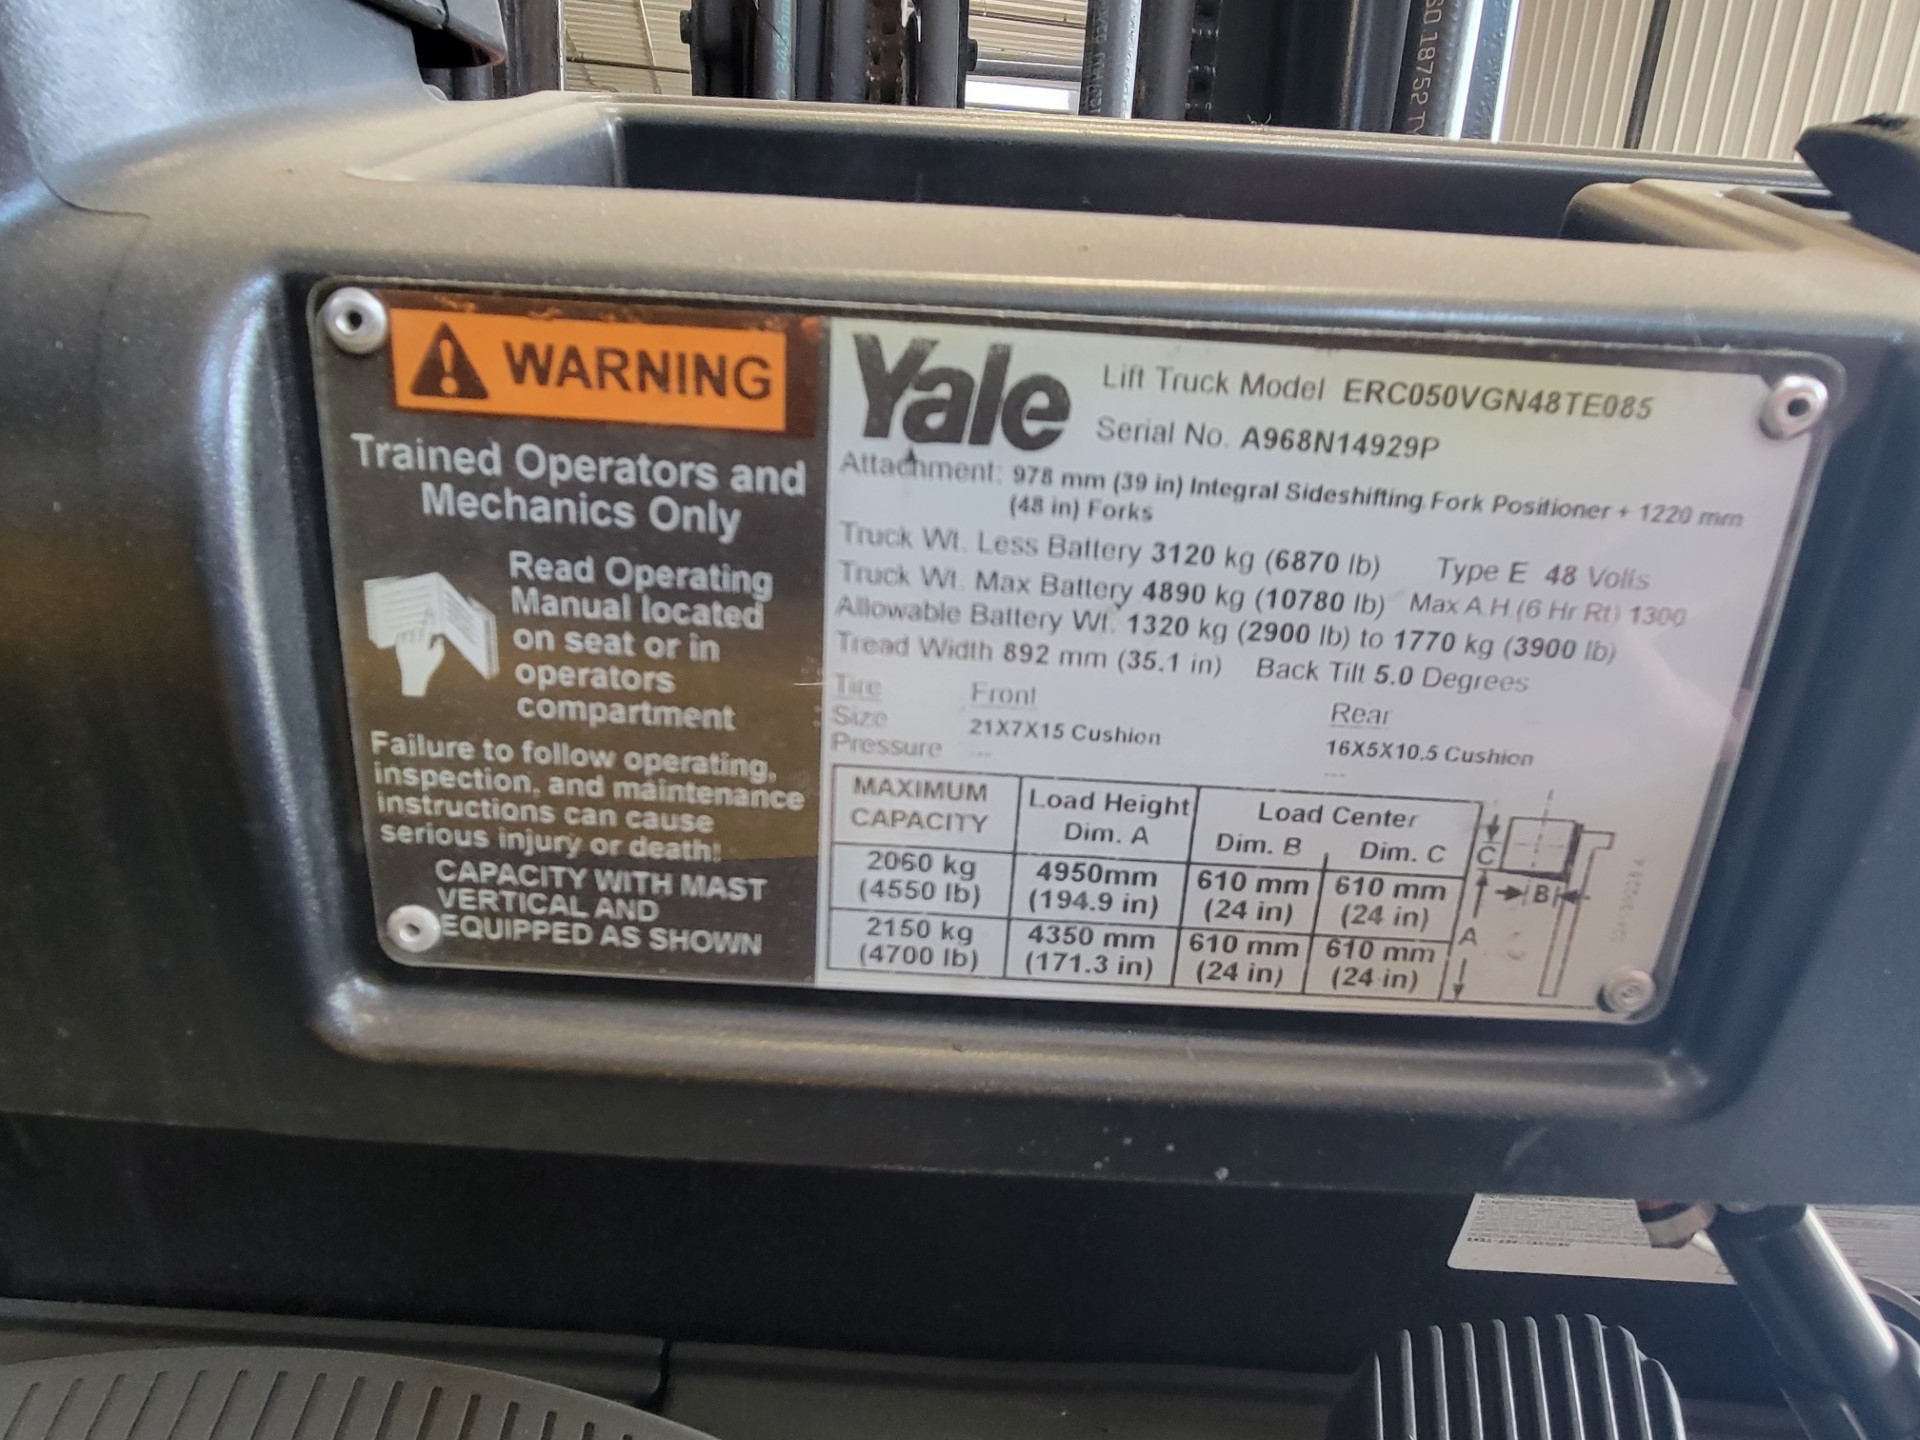 WARNING
Trained Operators and
Mechanics Only
Read Operating
Manual located
on seat or in
operators
compartment
Failure to follow operating,
inspection, and maintenance
instructions can cause
serious injury or death!
CAPACITY WITH MAST
VERTICAL AND
EQUIPPED AS SHOWN
Yale
Lift Truck Model ERC050VGN48TE085
Serial No. A968N14929P
Attachment: 978 mm (39 in) Integral Sideshifting Fork Positioner + 1220 mm
(48 in) Forks
Truck Wt. Less Battery 3120 kg (6870 lb) Type E 48 Volts
Truck Wt. Max Battery 4890 kg (10780 lb) Max A.H.(6 Hr Rt) 1300
Allowable Battery Wt. 1320 kg (2900 lb) to 1770 kg (3900 lb)
Tread Width 892 mm (35.1 in) Back Tilt 5.0 Degrees
Tire Front Rear
Size 21X7X15 Cushion 16X5X10.5 Cushion
Pressure --- ---
MAXIMUM CAPACITY Load Height Dim. A Load Center Dim. B Dim. C
2060 kg 4950mm 610 mm 610 mm
(4550 lb) (194.9 in) (24 in) (24 in)
2150 kg 4350 mm 610 mm 610 mm
(4700 lb) (171.3 in) (24 in) (24 in)
C
B
A
18752 TY